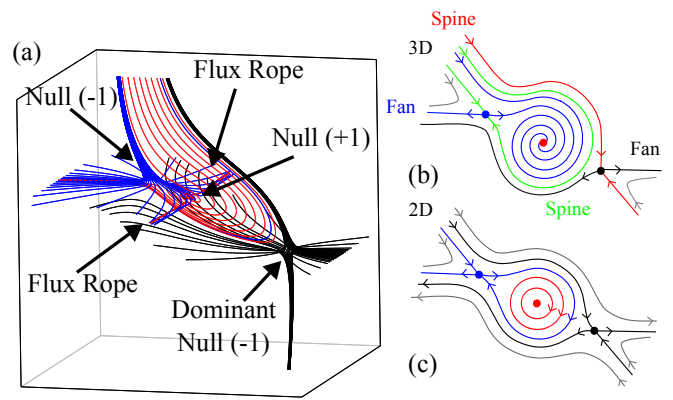 (a)
Flux Rope
Null (-1)
Null (+1)
Flux Rope
Dominant
Null (-1)
Spine
3D
Fan
Fan
(b)
Spine
2D
(c)